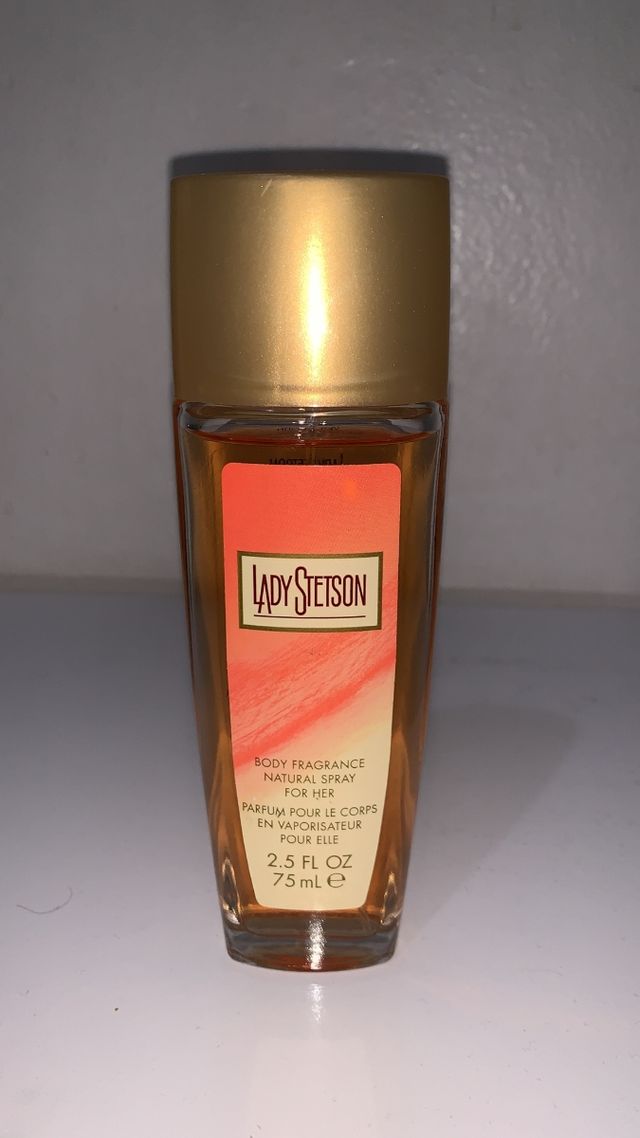 LADY STETSON
BODY FRAGRANCE
NATURAL SPRAY
FOR HER
PARFUM POUR LE CORPS
EN VAPORISATEUR
POUR ELLE
2.5 FL OZ
75 mL ℮